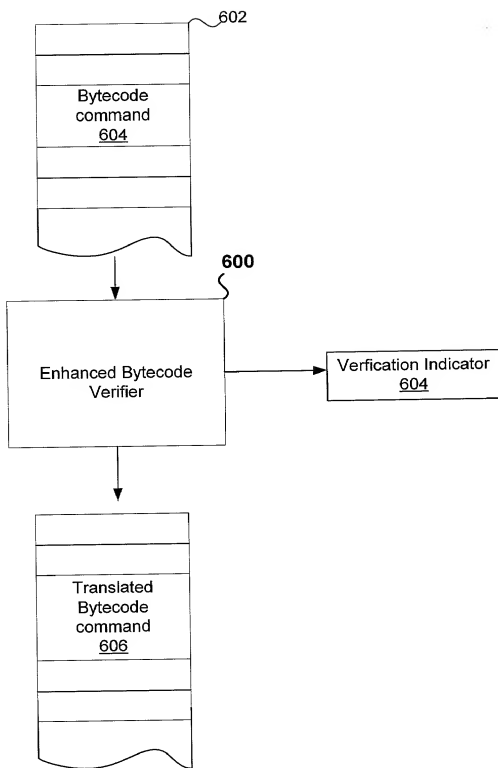 602
Bytecode
command
604
600
Enhanced Bytecode
Verifier
Verfication Indicator
604
Translated
Bytecode
command
606